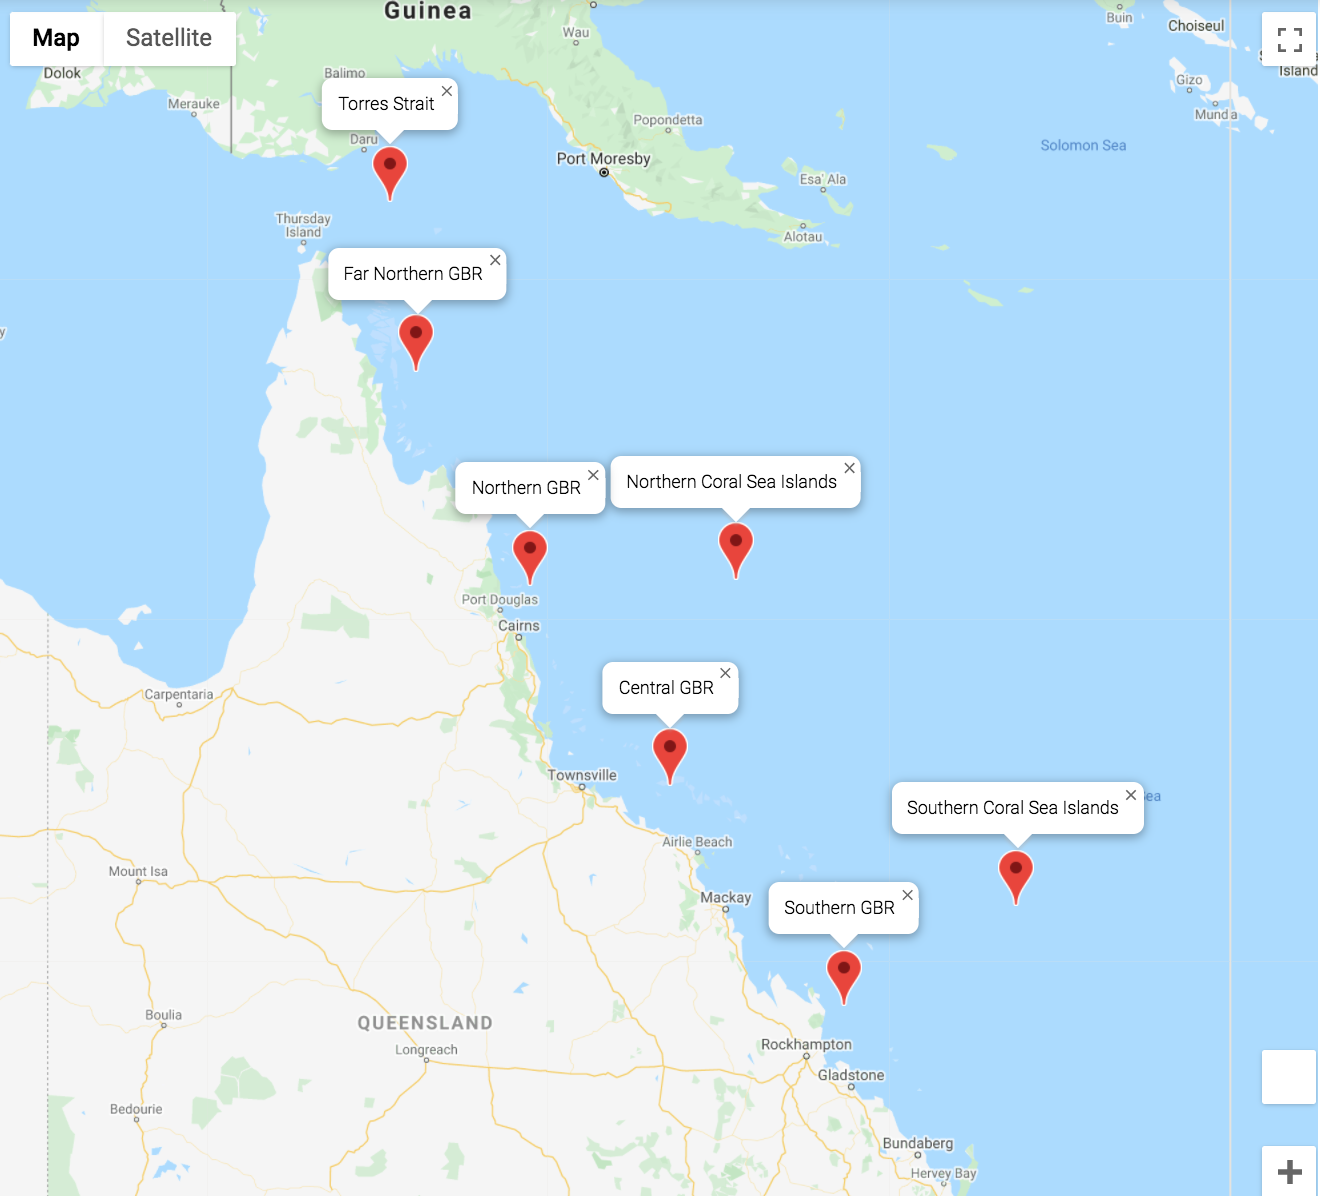 Guinea
Map
Satellite
Wau
Buin
Choiseul
Dolok
Balimo
Island
Gizo
Merauke
Torres Strait
Munda
Popondetta
Daru
Solomon Sea
Port Moresby
Esa'Ala
Thursday
Island
Alotau
Far Northern GBR
Northern GBR
Northern Coral Sea Islands
Port Douglas
Cairns
Central GBR
Carpentaria
Townsville
Southern Coral Sea Islands
Airlie Beach
Mount Isa
Mackay
Southern GBR
Boulia
QUEENSLAND
Longreach
Rockhampton
Gladstone
Bedourie
Bundaberg
Hervey Bay